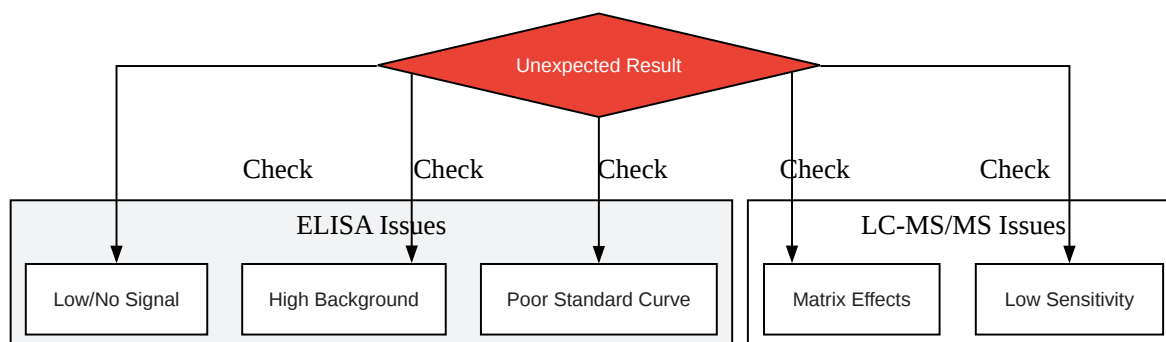 Unexpected Result
Check
Check
Check
Check
Check
ELISA Issues
LC-MS/MS Issues
Low/No Signal
High Background
Poor Standard Curve
Matrix Effects
Low Sensitivity